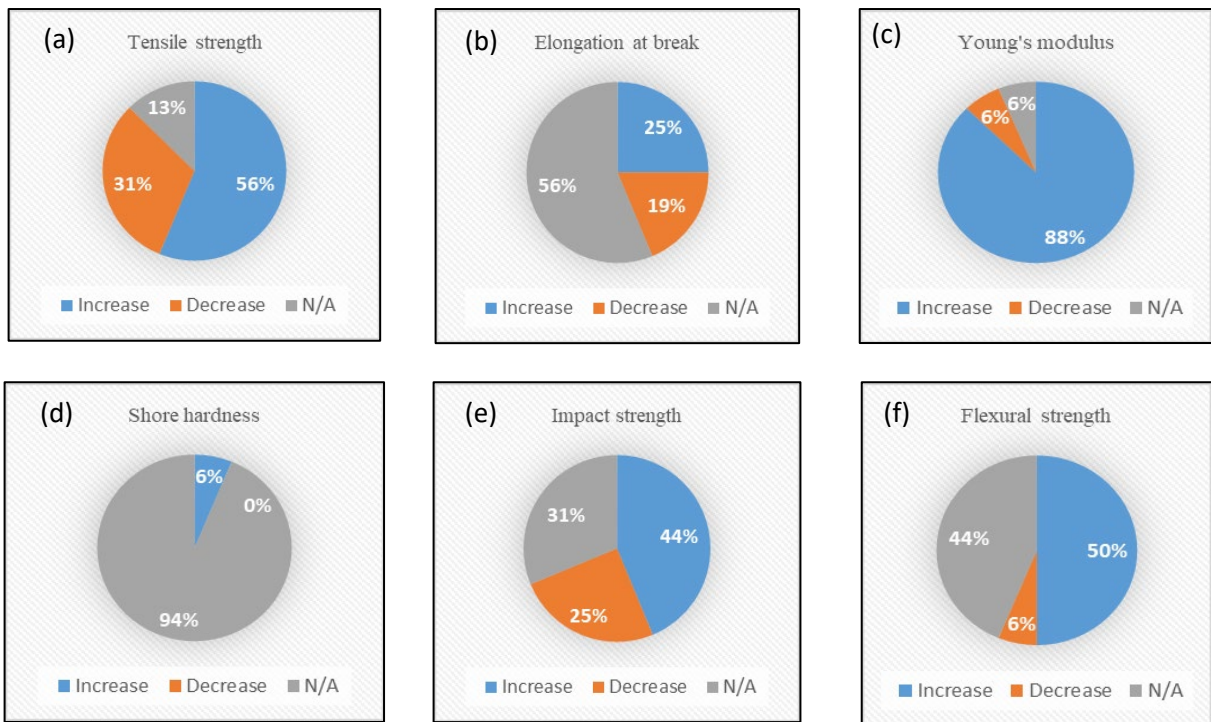 (a)
Tensile strength
13%
31%
56%
Increase Decrease N/A
(b)
Elongation at break
25%
56%
19%
Increase Decrease N/A
(c)
Young's modulus
6%
6%
88%
Increase Decrease N/A
(d)
Shore hardness
6%
0%
94%
Increase Decrease N/A
(e)
Impact strength
31%
44%
25%
Increase Decrease N/A
(f)
Flexural strength
44%
50%
6%
Increase Decrease N/A